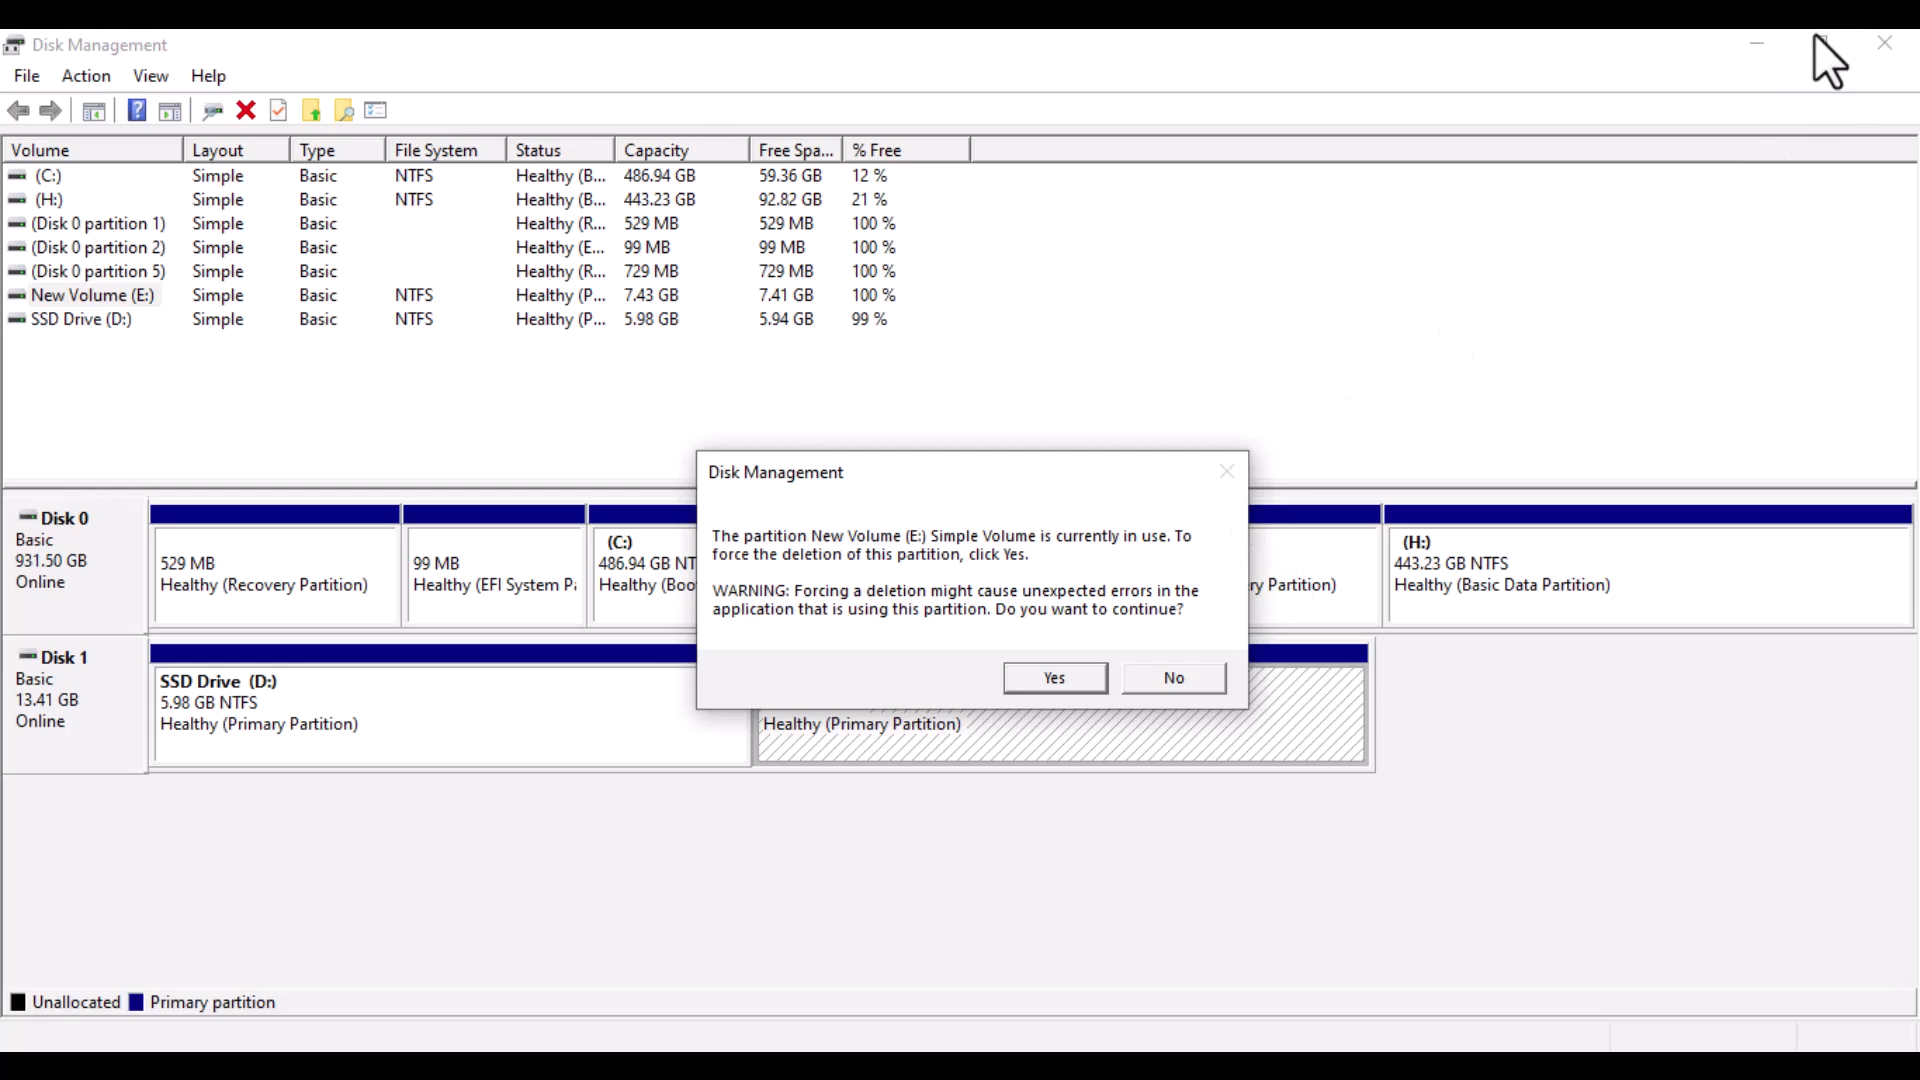 Disk Management
File Action View Help
Volume Layout Type File System Status Capacity Free Spa... % Free
(C:) Simple Basic NTFS Healthy (B... 486.94 GB 59.36 GB 12 %
(H:) Simple Basic NTFS Healthy (B... 443.23 GB 92.82 GB 21 %
(Disk 0 partition 1) Simple Basic Healthy (R... 529 MB 529 MB 100 %
(Disk 0 partition 2) Simple Basic Healthy (E... 99 MB 99 MB 100 %
(Disk 0 partition 5) Simple Basic Healthy (R... 729 MB 729 MB 100 %
New Volume (E:) Simple Basic NTFS Healthy (P... 7.43 GB 7.41 GB 100 %
SSD Drive (D:) Simple Basic NTFS Healthy (P... 5.98 GB 5.94 GB 99 %
Disk Management
The partition New Volume (E:) Simple Volume is currently in use. To
force the deletion of this partition, click Yes.
WARNING: Forcing a deletion might cause unexpected errors in the
application that is using this partition. Do you want to continue?
Yes No
Disk 0
Basic
931.50 GB
Online
529 MB
Healthy (Recovery Partition)
99 MB
Healthy (EFI System P
(C:)
486.94 GB NT
Healthy (Boo
ry Partition)
(H:)
443.23 GB NTFS
Healthy (Basic Data Partition)
Disk 1
Basic
13.41 GB
Online
SSD Drive (D:)
5.98 GB NTFS
Healthy (Primary Partition)
Healthy (Primary Partition)
Unallocated Primary partition